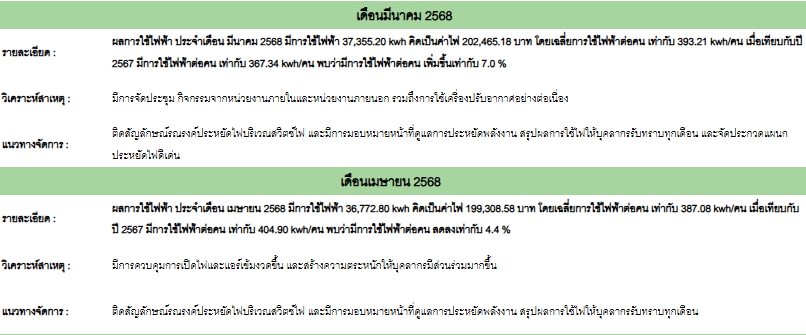 เดือนมีนาคม 2568
รายละเอียด :
ผลการใช้ไฟฟ้า ประจำเดือน มีนาคม 2568 มีการใช้ไฟฟ้า 37,355.20 kwh คิดเป็นค่าไฟ 202,465.18 บาท โดยเฉลี่ยการใช้ไฟฟ้าต่อคน เท่ากับ 393.21 kwh/คน เมื่อเทียบกับปี
2567 มีการใช้ไฟฟ้าต่อคน เท่ากับ 367.34 kwh/คน พบว่ามีการใช้ไฟฟ้าต่อคน เพิ่มขึ้นเท่ากับ 7.0 %
วิเคราะห์สาเหตุ :
มีการจัดประชุม กิจกรรมจากหน่วยงานภายในและหน่วยงานภายนอก รวมถึงการใช้เครื่องปรับอากาศอย่างต่อเนื่อง
แนวทางจัดการ :
ติดสัญลักษณ์รณรงค์ประหยัดไฟบริเวณสวิตซ์ไฟ และมีการมอบหมายหน้าที่ดูแลการประหยัดพลังงาน สรุปผลการใช้ไฟให้บุคลากรรับทราบทุกเดือน และจัดประกวดแผนก
ประหยัดไฟดีเด่น
เดือนเมษายน 2568
รายละเอียด :
ผลการใช้ไฟฟ้า ประจำเดือน เมษายน 2568 มีการใช้ไฟฟ้า 36,772.80 kwh คิดเป็นค่าไฟ 199,308.58 บาท โดยเฉลี่ยการใช้ไฟฟ้าต่อคน เท่ากับ 387.08 kwh/คน เมื่อเทียบกับ
ปี 2567 มีการใช้ไฟฟ้าต่อคน เท่ากับ 404.90 kwh/คน พบว่ามีการใช้ไฟฟ้าต่อคน ลดลงเท่ากับ 4.4 %
วิเคราะห์สาเหตุ :
มีการควบคุมการเปิดไฟและแอร์เข้มงวดขึ้น และสร้างความตระหนักให้บุคลากรมีส่วนร่วมมากขึ้น
แนวทางจัดการ :
ติดสัญลักษณ์รณรงค์ประหยัดไฟบริเวณสวิตซ์ไฟ และมีการมอบหมายหน้าที่ดูแลการประหยัดพลังงาน สรุปผลการใช้ไฟให้บุคลากรรับทราบทุกเดือน